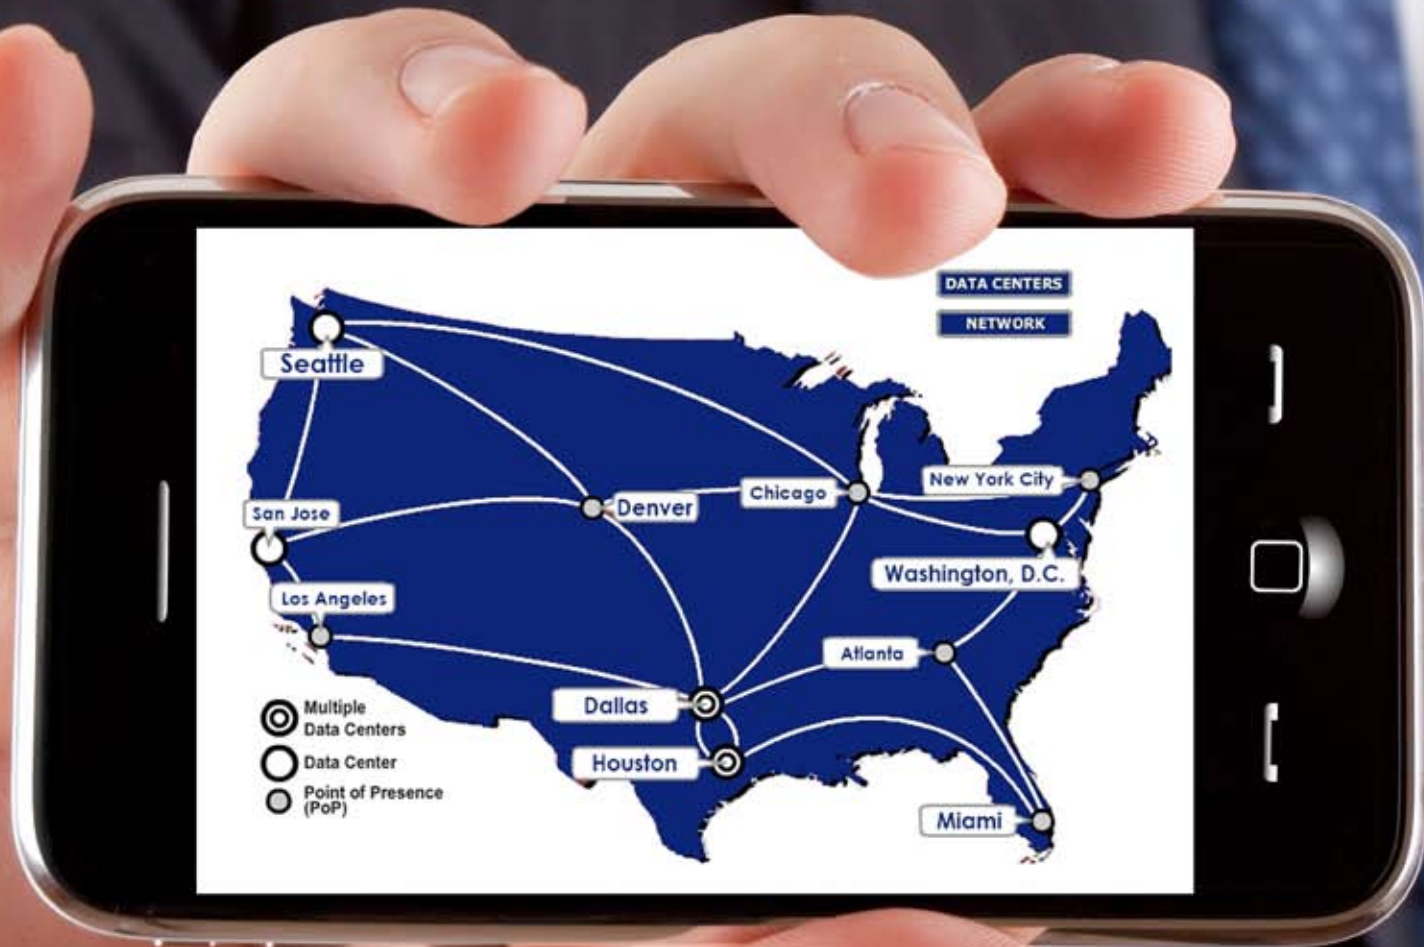 DATA CENTERS
NETWORK
Seattle
New York City
Chicago
Denver
San Jose
Washington, D.C.
Los Angeles
Atlanta
Dallas
Houston
Miami
Multiple
Data Centers
Data Center
Point of Presence
(PoP)